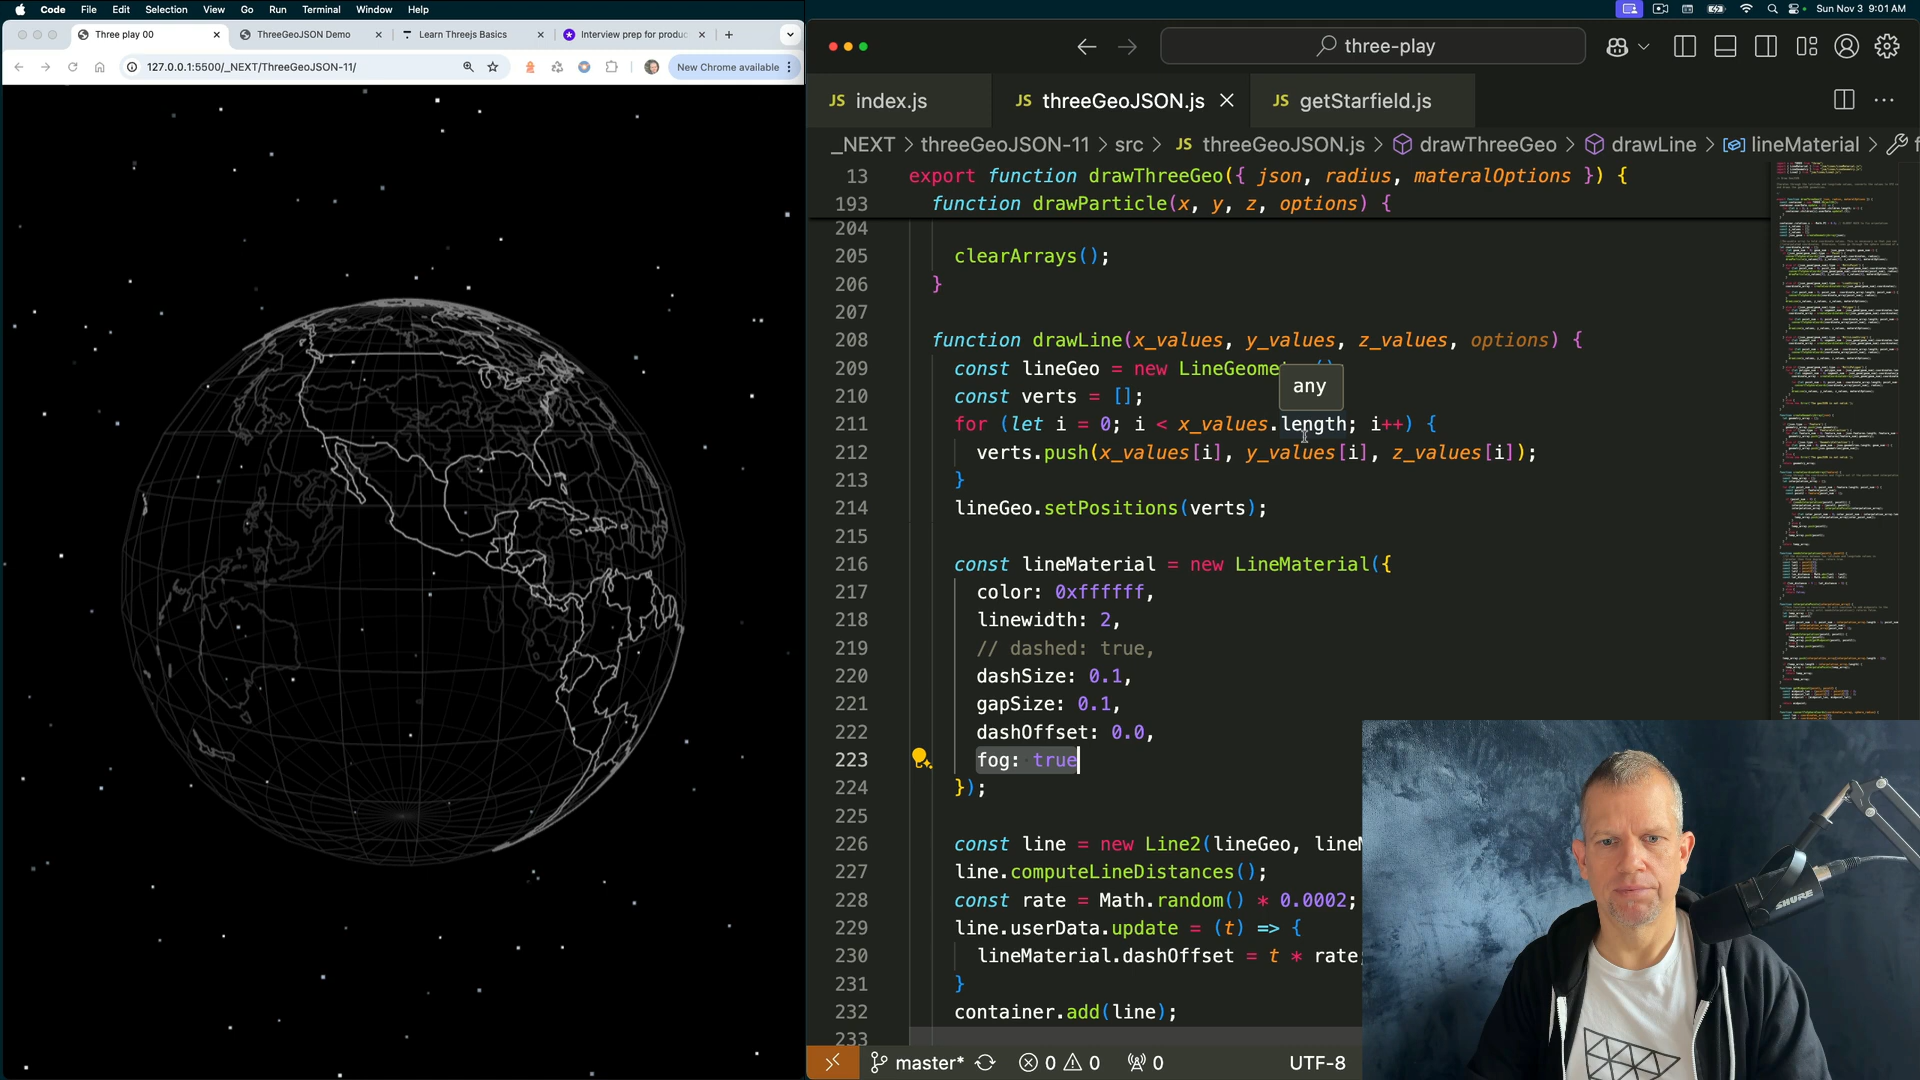 Code File Edit Selection View Go Run Terminal Window Help
Sun Nov 3 9:01 AM
Three play 00
ThreeGeoJSON Demo
Learn Threejs Basics
Interview prep for produc
127.0.0.1:5500/_NEXT/ThreeGeoJSON-11/
New Chrome available
three-play
JS index.js
JS threeGeoJSON.js
JS getStarfield.js
_NEXT > threeGeoJSON-11 > src > JS threeGeoJSON.js > drawThreeGeo > drawLine > lineMaterial > f
13 export function drawThreeGeo({ json, radius, materalOptions }) {
193 function drawParticle(x, y, z, options) {
204
205 clearArrays();
206 }
207
208 function drawLine(x_values, y_values, z_values, options) {
209 const lineGeo = new LineGeome
any
210 const verts = [];
211 for (let i = 0; i < x_values.length; i++) {
212 verts.push(x_values[i], y_values[i], z_values[i]);
213 }
214 lineGeo.setPositions(verts);
215
216 const lineMaterial = new LineMaterial({
217 color: 0xffffff,
218 linewidth: 2,
219 // dashed: true,
220 dashSize: 0.1,
221 gapSize: 0.1,
222 dashOffset: 0.0,
223 fog: true
224 });
225
226 const line = new Line2(lineGeo, lineM
227 line.computeLineDistances();
228 const rate = Math.random() * 0.0002;
229 line.userData.update = (t) => {
230 lineMaterial.dashOffset = t * rate;
231 }
232 container.add(line);
233
master* 0 0 0 UTF-8
SHURE